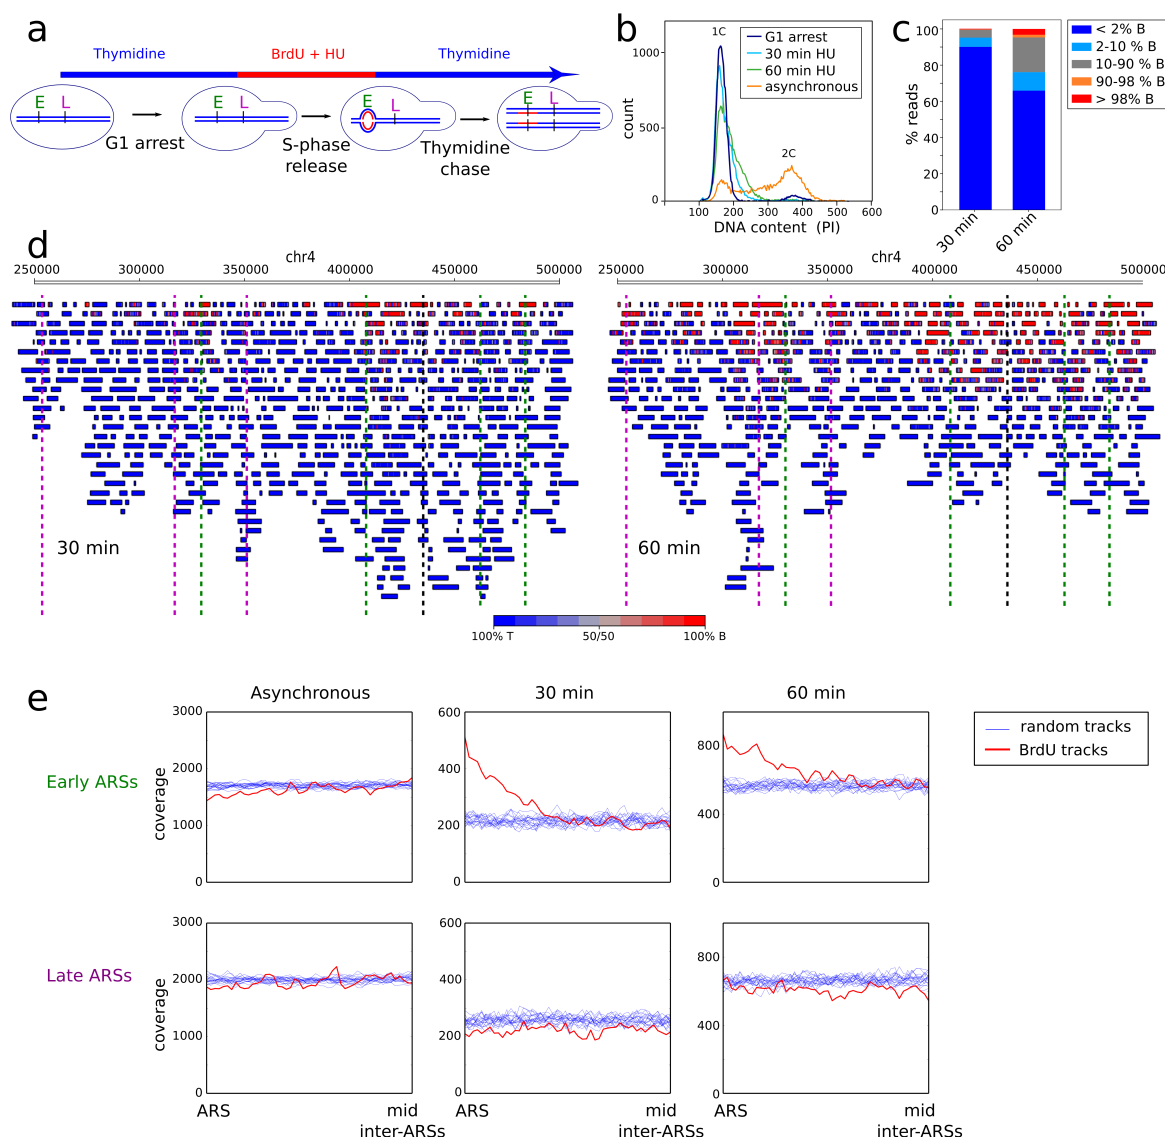 a
Thymidine
BrdU + HU
Thymidine
E
L
E
L
E
L
E
L
G1 arrest
S-phase
release
Thymidine
chase
b
1C
2C
G1 arrest
30 min HU
60 min HU
asynchronous
count
1000
500
0
100 200 300 400 500 600
DNA content (PI)
c
% reads
100
80
60
40
20
0
30 min
60 min
< 2% B
2-10 % B
10-90 % B
90-98 % B
> 98% B
d
chr4
250000 300000 350000 400000 450000 500000
30 min
chr4
250000 300000 350000 400000 450000 500000
60 min
100% T 50/50 100% B
e
Asynchronous
30 min
60 min
random tracks
BrdU tracks
Early ARSs
coverage
3000
2000
1000
0
600
400
200
0
800
400
0
Late ARSs
coverage
3000
2000
1000
0
600
400
200
0
800
400
0
ARS
mid
inter-ARSs
ARS
mid
inter-ARSs
ARS
mid
inter-ARSs